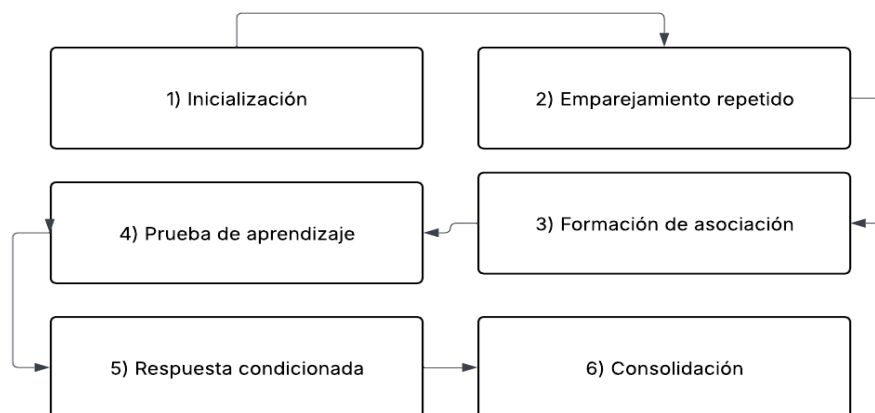 1) Inicialización
2) Emparejamiento repetido
3) Formación de asociación
4) Prueba de aprendizaje
5) Respuesta condicionada
6) Consolidación